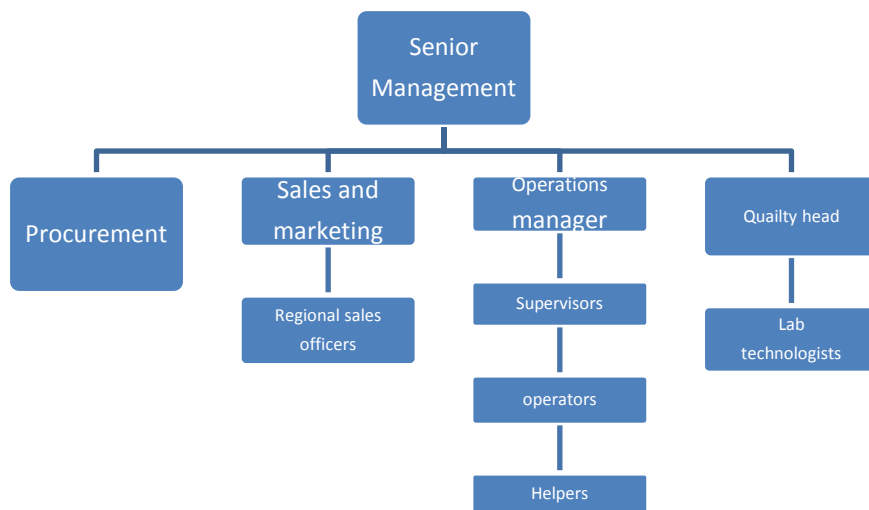 Senior
Management
Procurement
Sales and
marketing
Operations
manager
Quailty head
Regional sales
officers
Supervisors
Lab
technologists
operators
Helpers